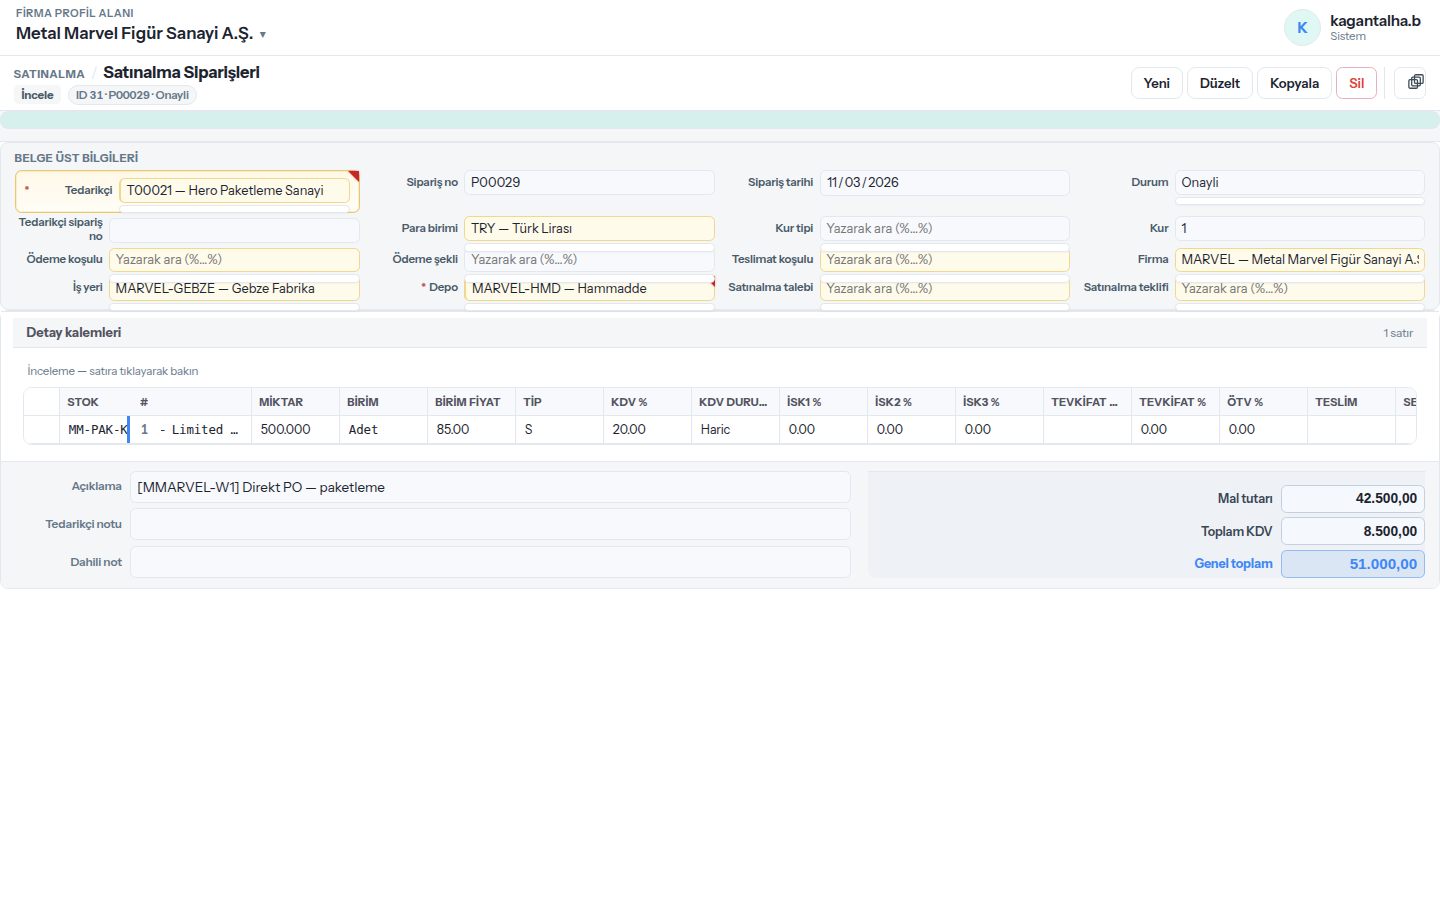 FİRMA PROFİL ALANI
Metal Marvel Figür Sanayi A.Ş. ▾
K
kagantalha.b
Sistem
SATINALMA / Satınalma Siparişleri
İncele
ID 31·P00029·Onayli
Yeni
Düzelt
Kopyala
Sil
BELGE ÜST BİLGİLERİ
* Tedarikçi T00021 — Hero Paketleme Sanayi
Sipariş no P00029
Sipariş tarihi 11/03/2026
Durum Onayli
Tedarikçi sipariş no
Para birimi TRY — Türk Lirası
Kur tipi Yazarak ara (%...%)
Kur 1
Ödeme koşulu Yazarak ara (%...%)
Ödeme şekli Yazarak ara (%...%)
Teslimat koşulu Yazarak ara (%...%)
Firma MARVEL — Metal Marvel Figür Sanayi A.Ş
İş yeri MARVEL-GEBZE — Gebze Fabrika
* Depo MARVEL-HMD — Hammadde
Satınalma talebi Yazarak ara (%...%)
Satınalma teklifi Yazarak ara (%...%)
Detay kalemleri
1 satır
İnceleme — satıra tıklayarak bakın
STOK # MİKTAR BİRİM BİRİM FİYAT TİP KDV % KDV DURU... İSK1 % İSK2 % İSK3 % TEVKİFAT ... TEVKİFAT % ÖTV % TESLİM SE
MM-PAK-K 1 - Limited … 500.000 Adet 85.00 S 20.00 Haric 0.00 0.00 0.00 0.00 0.00
Açıklama [MMARVEL-W1] Direkt PO — paketleme
Tedarikçi notu
Dahili not
Mal tutarı 42.500,00
Toplam KDV 8.500,00
Genel toplam 51.000,00